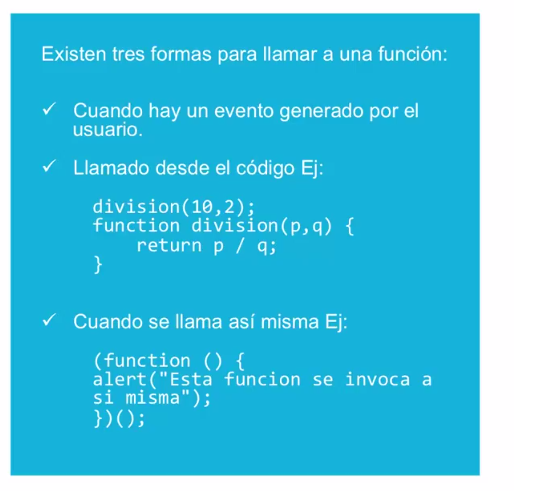 Existen tres formas para llamar a una función:
✓ Cuando hay un evento generado por el
usuario.
✓ Llamado desde el código Ej:
division(10,2);
function division(p,q) {
    return p / q;
}
✓ Cuando se llama así misma Ej:
(function () {
alert("Esta funcion se invoca a
si misma");
})();